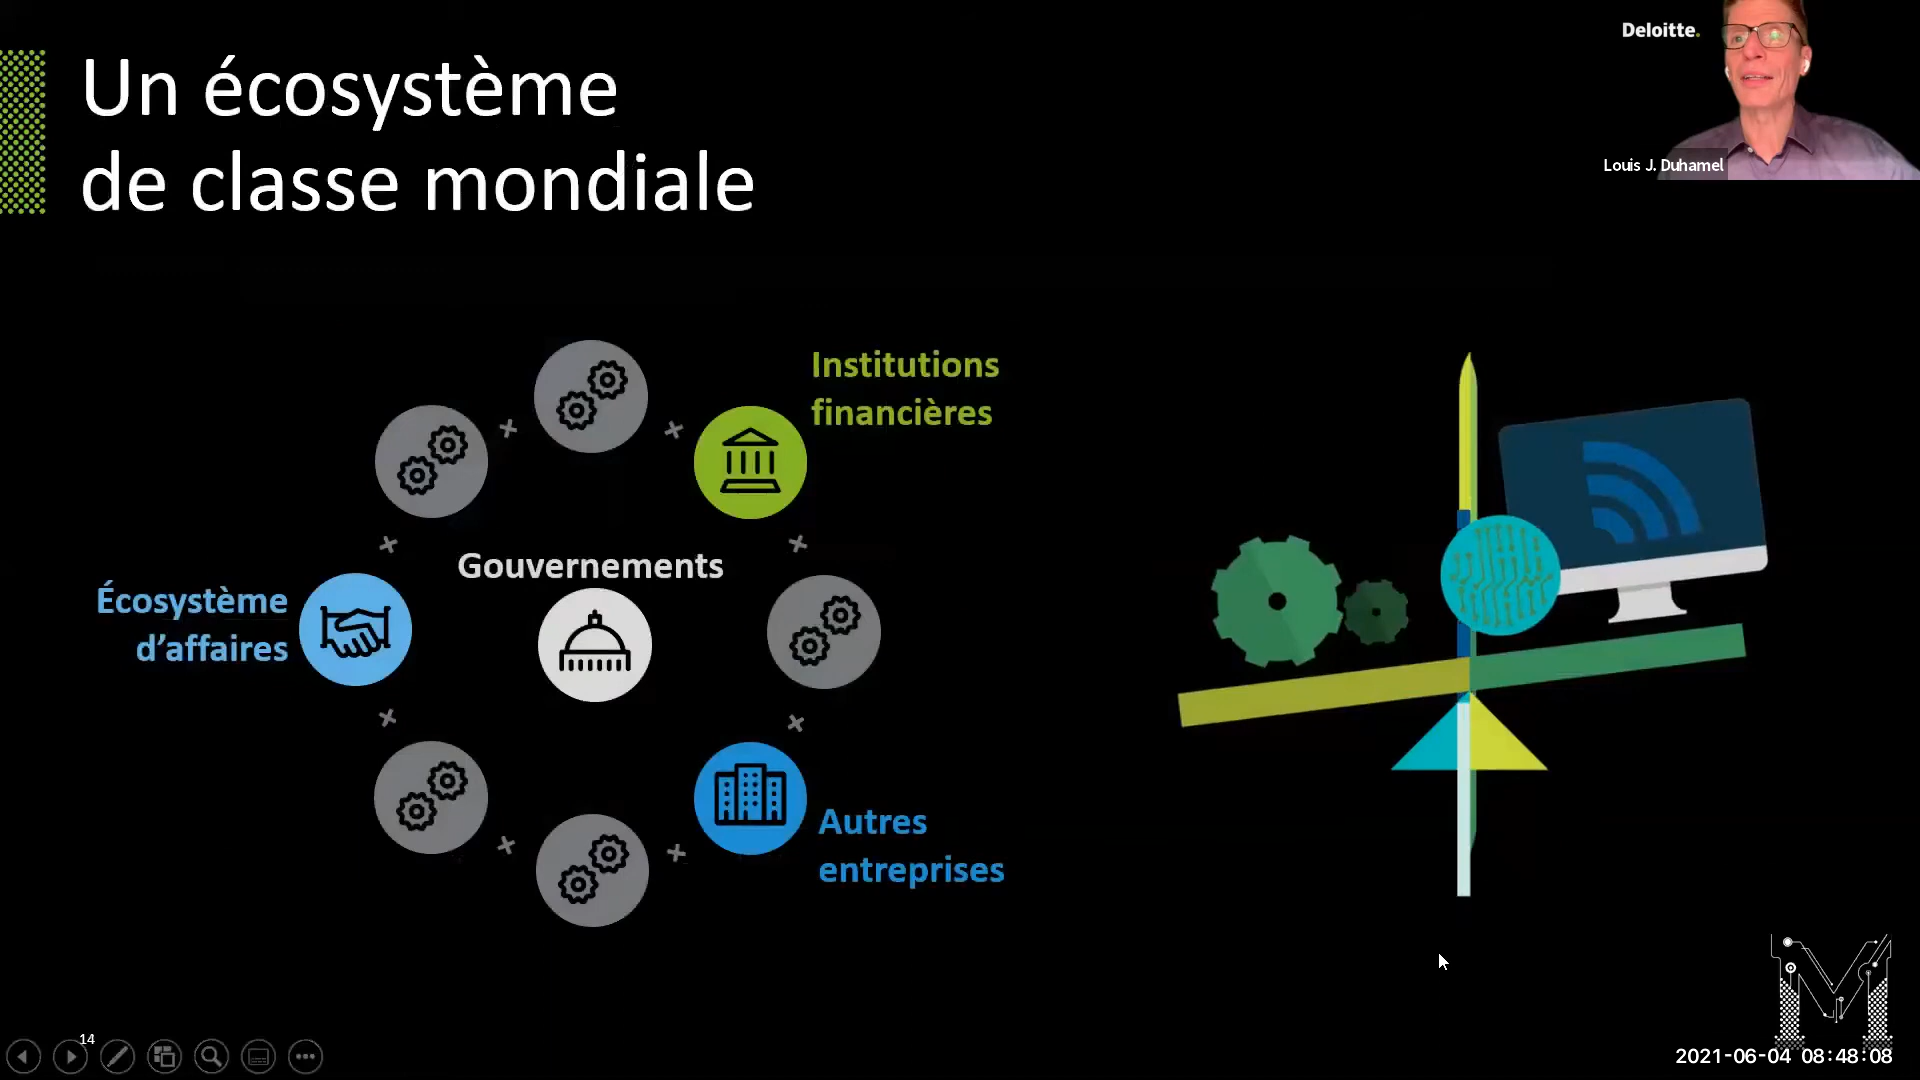 Un écosystème
de classe mondiale
Deloitte.
Louis J. Duhamel
Institutions
financières
Gouvernements
Écosystème
d'affaires
Autres
entreprises
14
M
2021-06-04 08:48:08